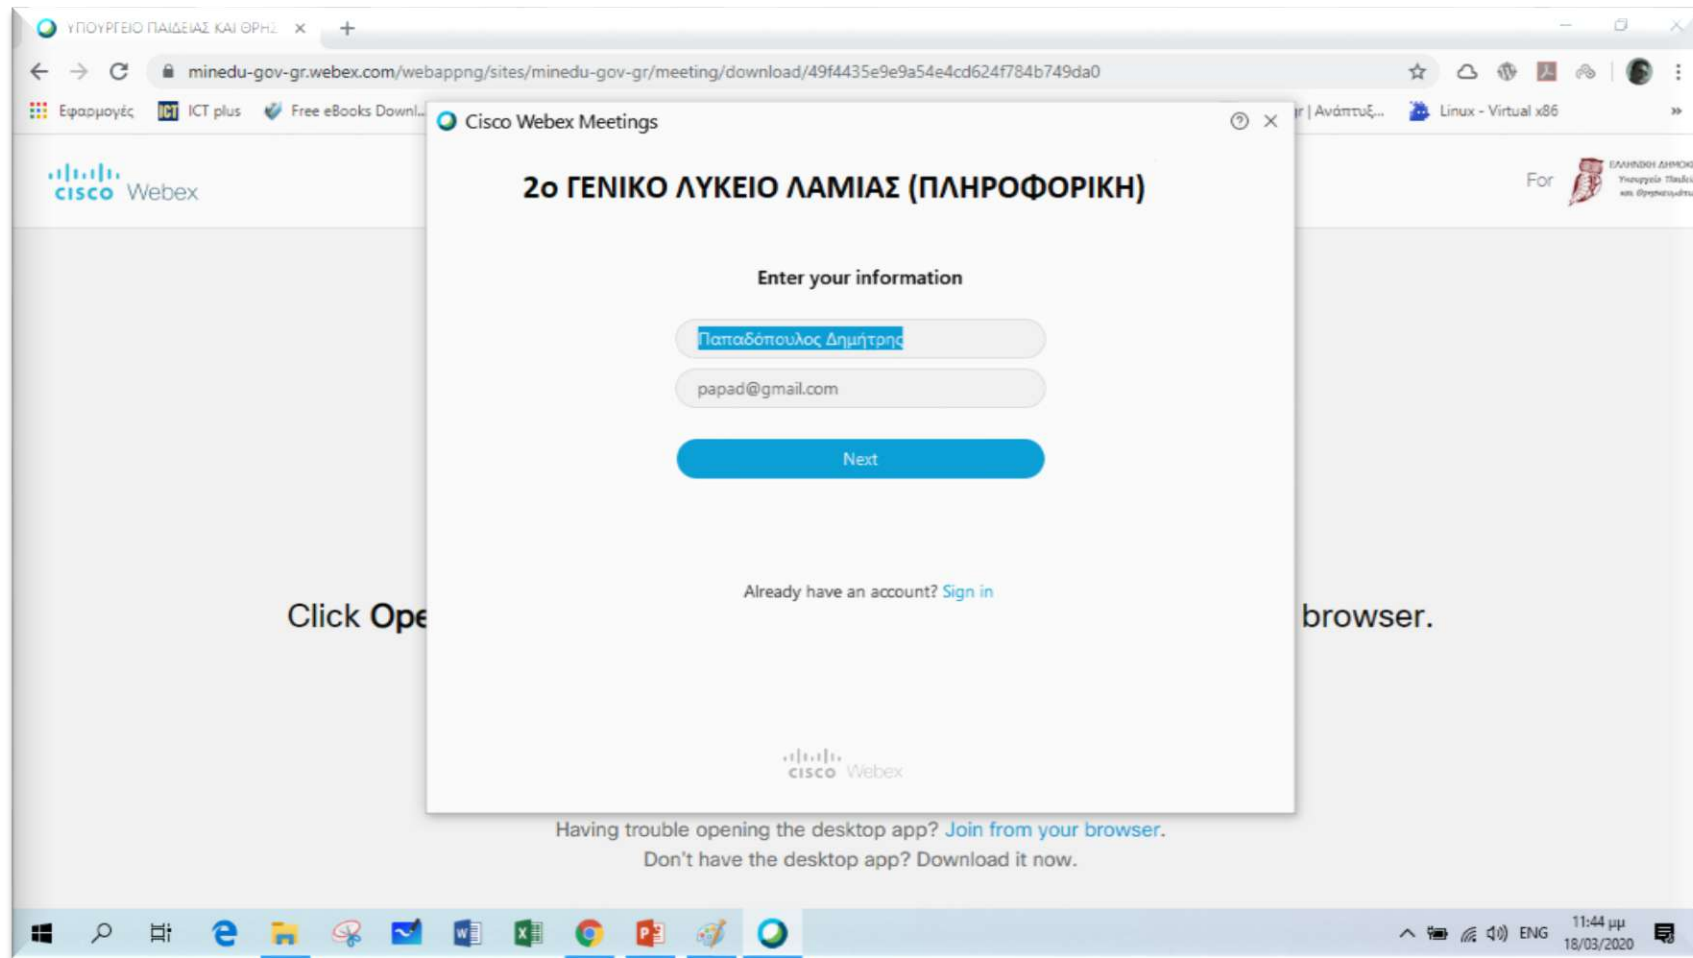 ΥΠΟΥΡΓΕΙΟ ΠΑΙΔΕΙΑΣ ΚΑΙ ΘΡΗΣ
minedu-gov-gr.webex.com/webappng/sites/minedu-gov-gr/meeting/download/49f4435e9e9a54e4cd624f784b749da0
Εφαρμογές ICT plus Free eBooks Downl... r | Ανάπτυξ... Linux - Virtual x86 »
Cisco Webex Meetings
cisco Webex
For
ΕΛΛΗΝΙΚΗ ΔΗΜΟΚ
Υπουργείο Παιδεί
2ο ΓΕΝΙΚΟ ΛΥΚΕΙΟ ΛΑΜΙΑΣ (ΠΛΗΡΟΦΟΡΙΚΗ)
Enter your information
Παπαδόπουλος Δημήτρης
papad@gmail.com
Next
Already have an account? Sign in
Click Ope browser.
cisco Webex
Having trouble opening the desktop app? Join from your browser.
Don't have the desktop app? Download it now.
ENG
11:44 μμ
18/03/2020